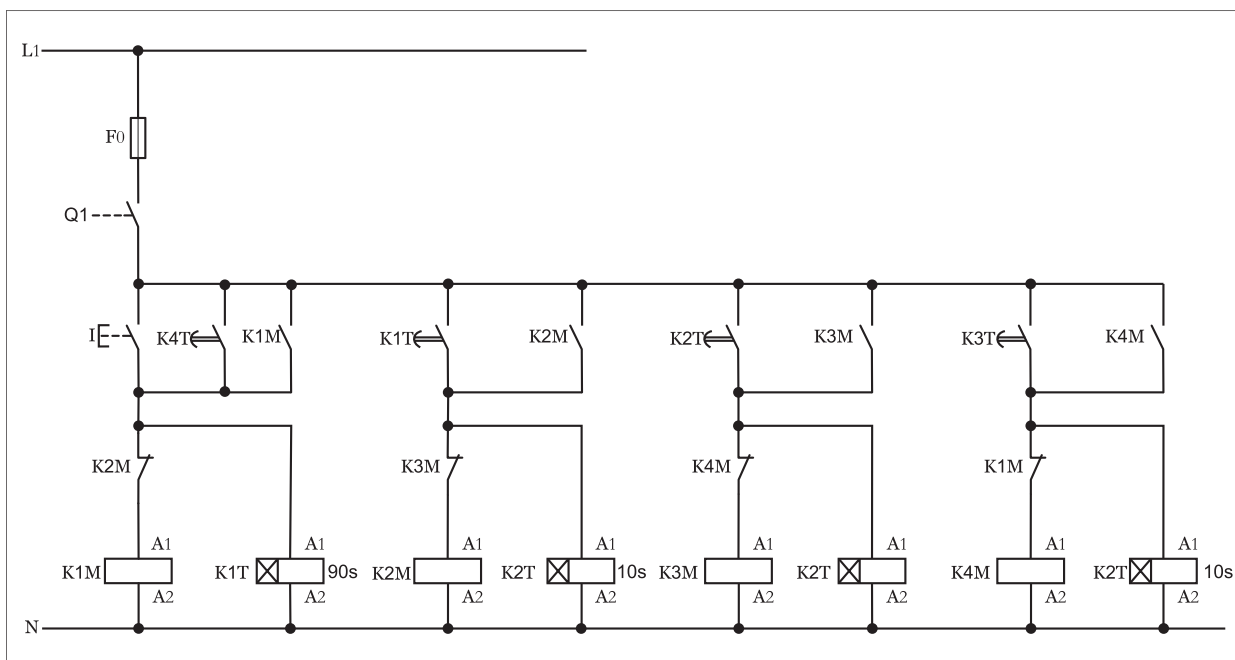 L1
F0
Q1
I K4T K1M K1T K2M K2T K3M K3T K4M
K2M K3M K4M K1M
A1 A1 A1 A1 A1 A1 A1 A1
K1M K1T 90s K2M K2T 10s K3M K2T K4M K2T 10s
A2 A2 A2 A2 A2 A2 A2 A2
N